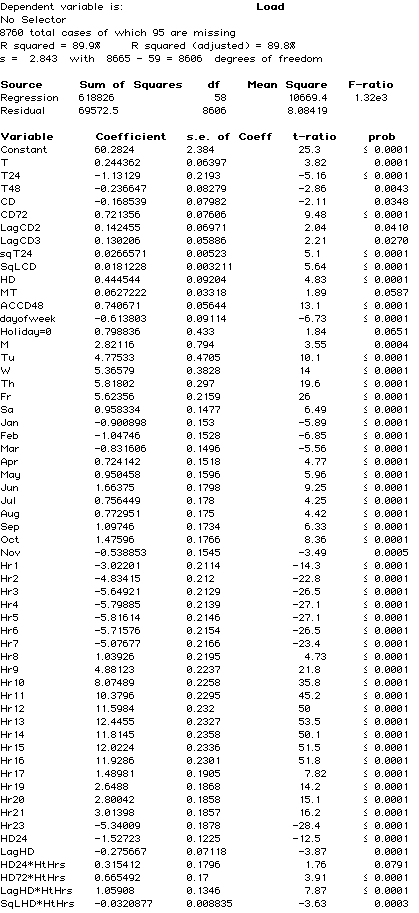 Dependent variable is: Load
No Selector
8760 total cases of which 95 are missing
R squared = 89.9% R squared (adjusted) = 89.8%
s = 2.843 with 8665 - 59 = 8606 degrees of freedom
Source Sum of Squares df Mean Square F-ratio
Regression 618826 58 10669.4 1.32e3
Residual 69572.5 8606 8.08419
Variable Coefficient s.e. of Coeff t-ratio prob
Constant 60.2824 2.384 25.3 ≤ 0.0001
T 0.244362 0.06397 3.82 ≤ 0.0001
T24 -1.13129 0.2193 -5.16 ≤ 0.0001
T48 -0.236647 0.08279 -2.86 0.0043
CD -0.168539 0.07982 -2.11 0.0348
CD72 0.721356 0.07606 9.48 ≤ 0.0001
LagCD2 0.142455 0.06971 2.04 0.0410
LagCD3 0.130206 0.05886 2.21 0.0270
sqT24 0.0266571 0.00523 5.1 ≤ 0.0001
SqLCD 0.0181228 0.003211 5.64 ≤ 0.0001
HD 0.444544 0.09204 4.83 ≤ 0.0001
MT 0.0627222 0.03318 1.89 0.0587
ACCD48 0.740671 0.05644 13.1 ≤ 0.0001
dayofweek -0.613803 0.09114 -6.73 ≤ 0.0001
Holiday=0 0.798836 0.433 1.84 0.0651
M 2.82116 0.794 3.55 0.0004
Tu 4.77533 0.4705 10.1 ≤ 0.0001
W 5.36579 0.3828 14 ≤ 0.0001
Th 5.81802 0.297 19.6 ≤ 0.0001
Fr 5.62356 0.2159 26 ≤ 0.0001
Sa 0.958334 0.1477 6.49 ≤ 0.0001
Jan -0.900898 0.153 -5.89 ≤ 0.0001
Feb -1.04746 0.1528 -6.85 ≤ 0.0001
Mar -0.831606 0.1496 -5.56 ≤ 0.0001
Apr 0.724142 0.1518 4.77 ≤ 0.0001
May 0.950458 0.1596 5.96 ≤ 0.0001
Jun 1.66375 0.1798 9.25 ≤ 0.0001
Jul 0.756449 0.178 4.25 ≤ 0.0001
Aug 0.772951 0.175 4.42 ≤ 0.0001
Sep 1.09746 0.1734 6.33 ≤ 0.0001
Oct 1.47596 0.1766 8.36 ≤ 0.0001
Nov -0.538853 0.1545 -3.49 0.0005
Hr1 -3.02201 0.2114 -14.3 ≤ 0.0001
Hr2 -4.83415 0.212 -22.8 ≤ 0.0001
Hr3 -5.64921 0.2129 -26.5 ≤ 0.0001
Hr4 -5.79885 0.2139 -27.1 ≤ 0.0001
Hr5 -5.81614 0.2146 -27.1 ≤ 0.0001
Hr6 -5.71576 0.2154 -26.5 ≤ 0.0001
Hr7 -5.07677 0.2166 -23.4 ≤ 0.0001
Hr8 1.03926 0.2195 4.73 ≤ 0.0001
Hr9 4.88123 0.2237 21.8 ≤ 0.0001
Hr10 8.07489 0.2258 35.8 ≤ 0.0001
Hr11 10.3796 0.2295 45.2 ≤ 0.0001
Hr12 11.5984 0.232 50 ≤ 0.0001
Hr13 12.4455 0.2327 53.5 ≤ 0.0001
Hr14 11.8145 0.2358 50.1 ≤ 0.0001
Hr15 12.0224 0.2336 51.5 ≤ 0.0001
Hr16 11.9286 0.2301 51.8 ≤ 0.0001
Hr17 1.48981 0.1905 7.82 ≤ 0.0001
Hr19 2.6488 0.1868 14.2 ≤ 0.0001
Hr20 2.80042 0.1858 15.1 ≤ 0.0001
Hr21 3.01398 0.1857 16.2 ≤ 0.0001
Hr23 -5.34009 0.1878 -28.4 ≤ 0.0001
HD24 -1.52723 0.1225 -12.5 ≤ 0.0001
LagHD -0.275667 0.07118 -3.87 ≤ 0.0001
HD24*HtHrs 0.315412 0.1796 1.76 0.0791
HD72*HtHrs 0.665492 0.17 3.91 ≤ 0.0001
LagHD*HtHrs 1.05908 0.1346 7.87 ≤ 0.0001
SqLHD*HtHrs -0.0320877 0.008835 -3.63 0.0003